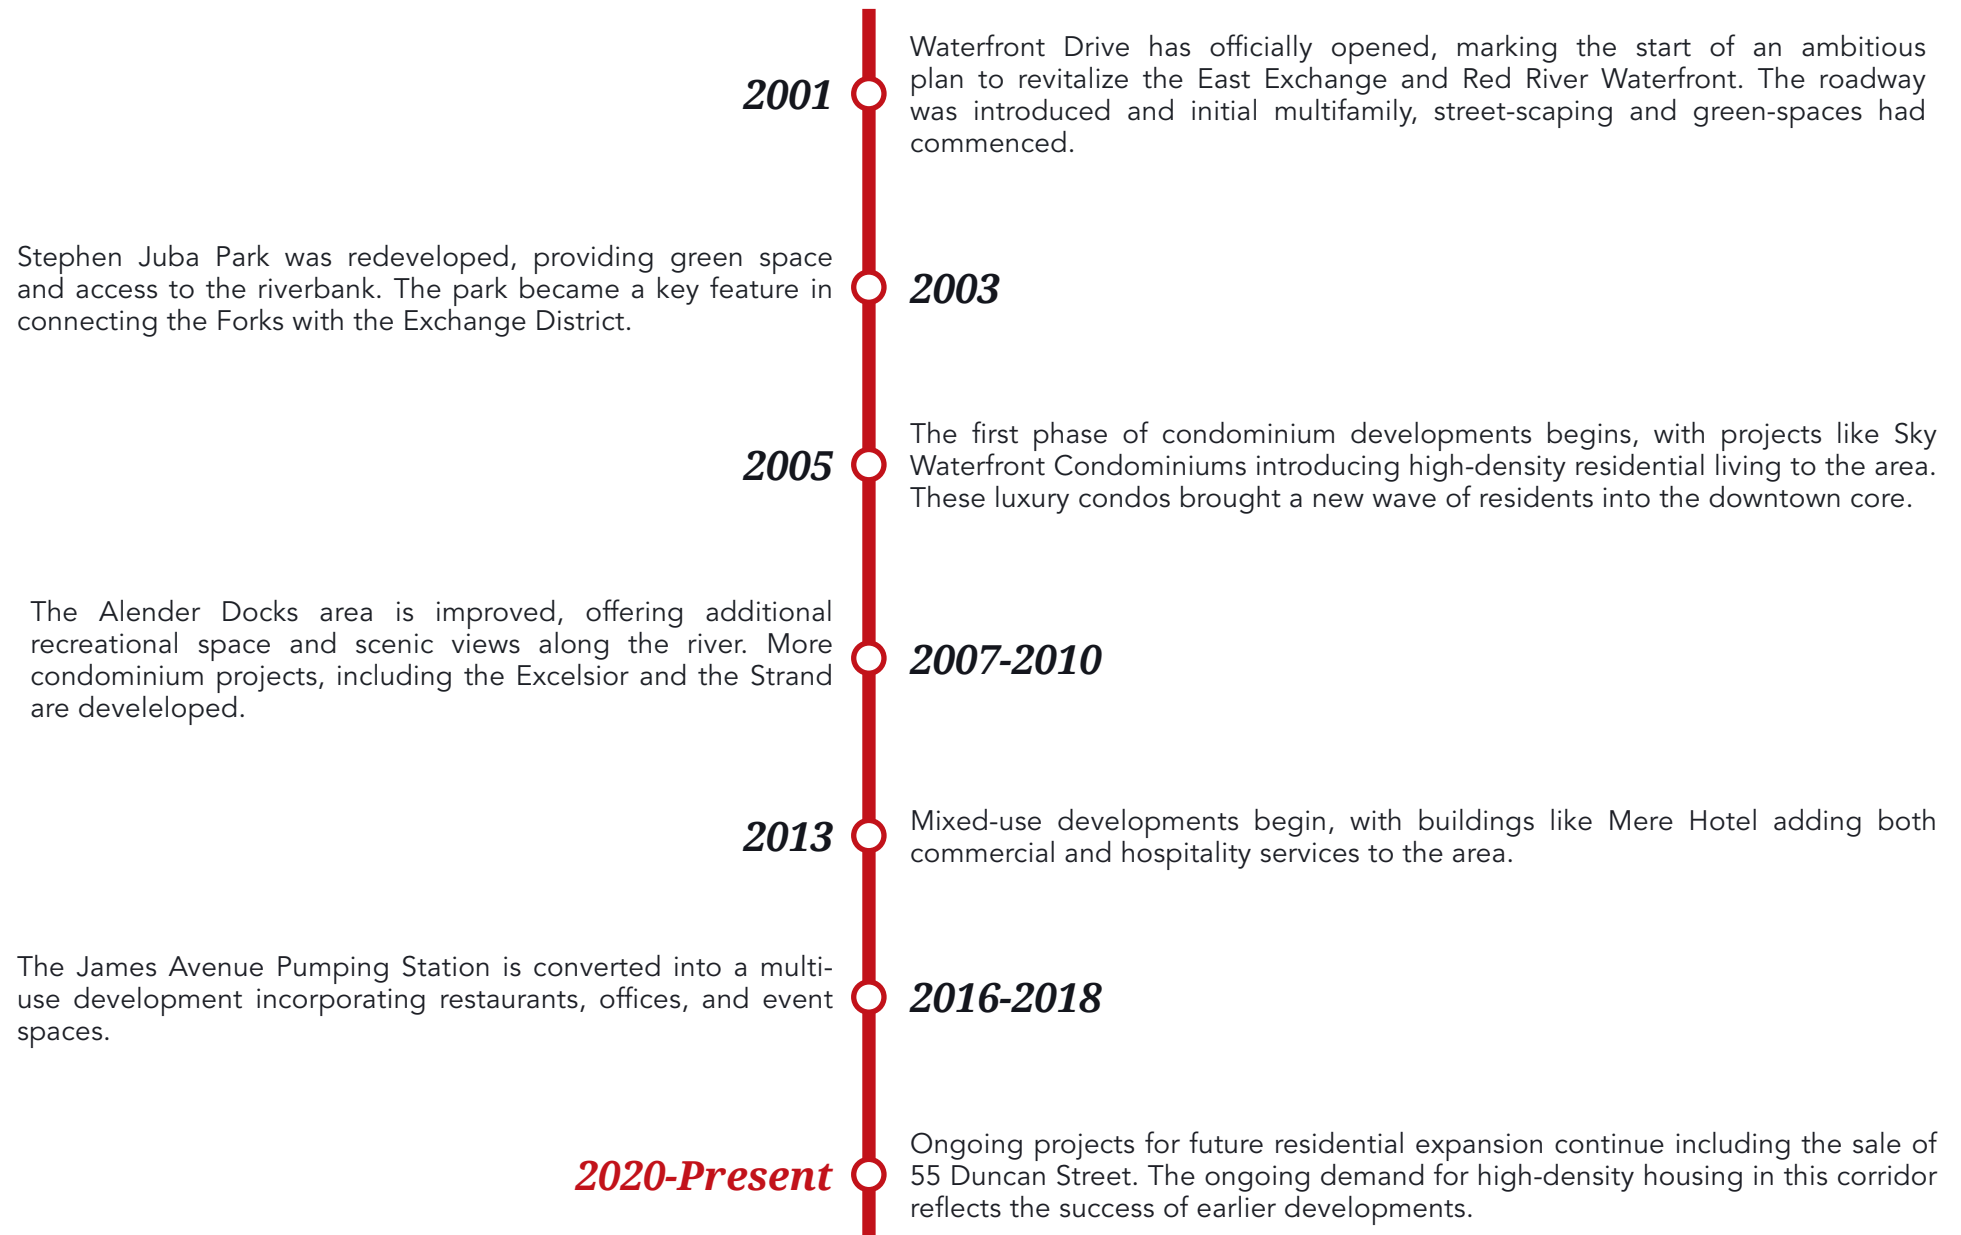 2001
Waterfront Drive has officially opened, marking the start of an ambitious
plan to revitalize the East Exchange and Red River Waterfront. The roadway
was introduced and initial multifamily, street-scaping and green-spaces had
commenced.
Stephen Juba Park was redeveloped, providing green space
and access to the riverbank. The park became a key feature in
connecting the Forks with the Exchange District.
2003
2005
The first phase of condominium developments begins, with projects like Sky
Waterfront Condominiums introducing high-density residential living to the area.
These luxury condos brought a new wave of residents into the downtown core.
The Alender Docks area is improved, offering additional
recreational space and scenic views along the river. More
condominium projects, including the Excelsior and the Strand
are develeloped.
2007-2010
2013
Mixed-use developments begin, with buildings like Mere Hotel adding both
commercial and hospitality services to the area.
The James Avenue Pumping Station is converted into a multi-
use development incorporating restaurants, offices, and event
spaces.
2016-2018
2020-Present
Ongoing projects for future residential expansion continue including the sale of
55 Duncan Street. The ongoing demand for high-density housing in this corridor
reflects the success of earlier developments.